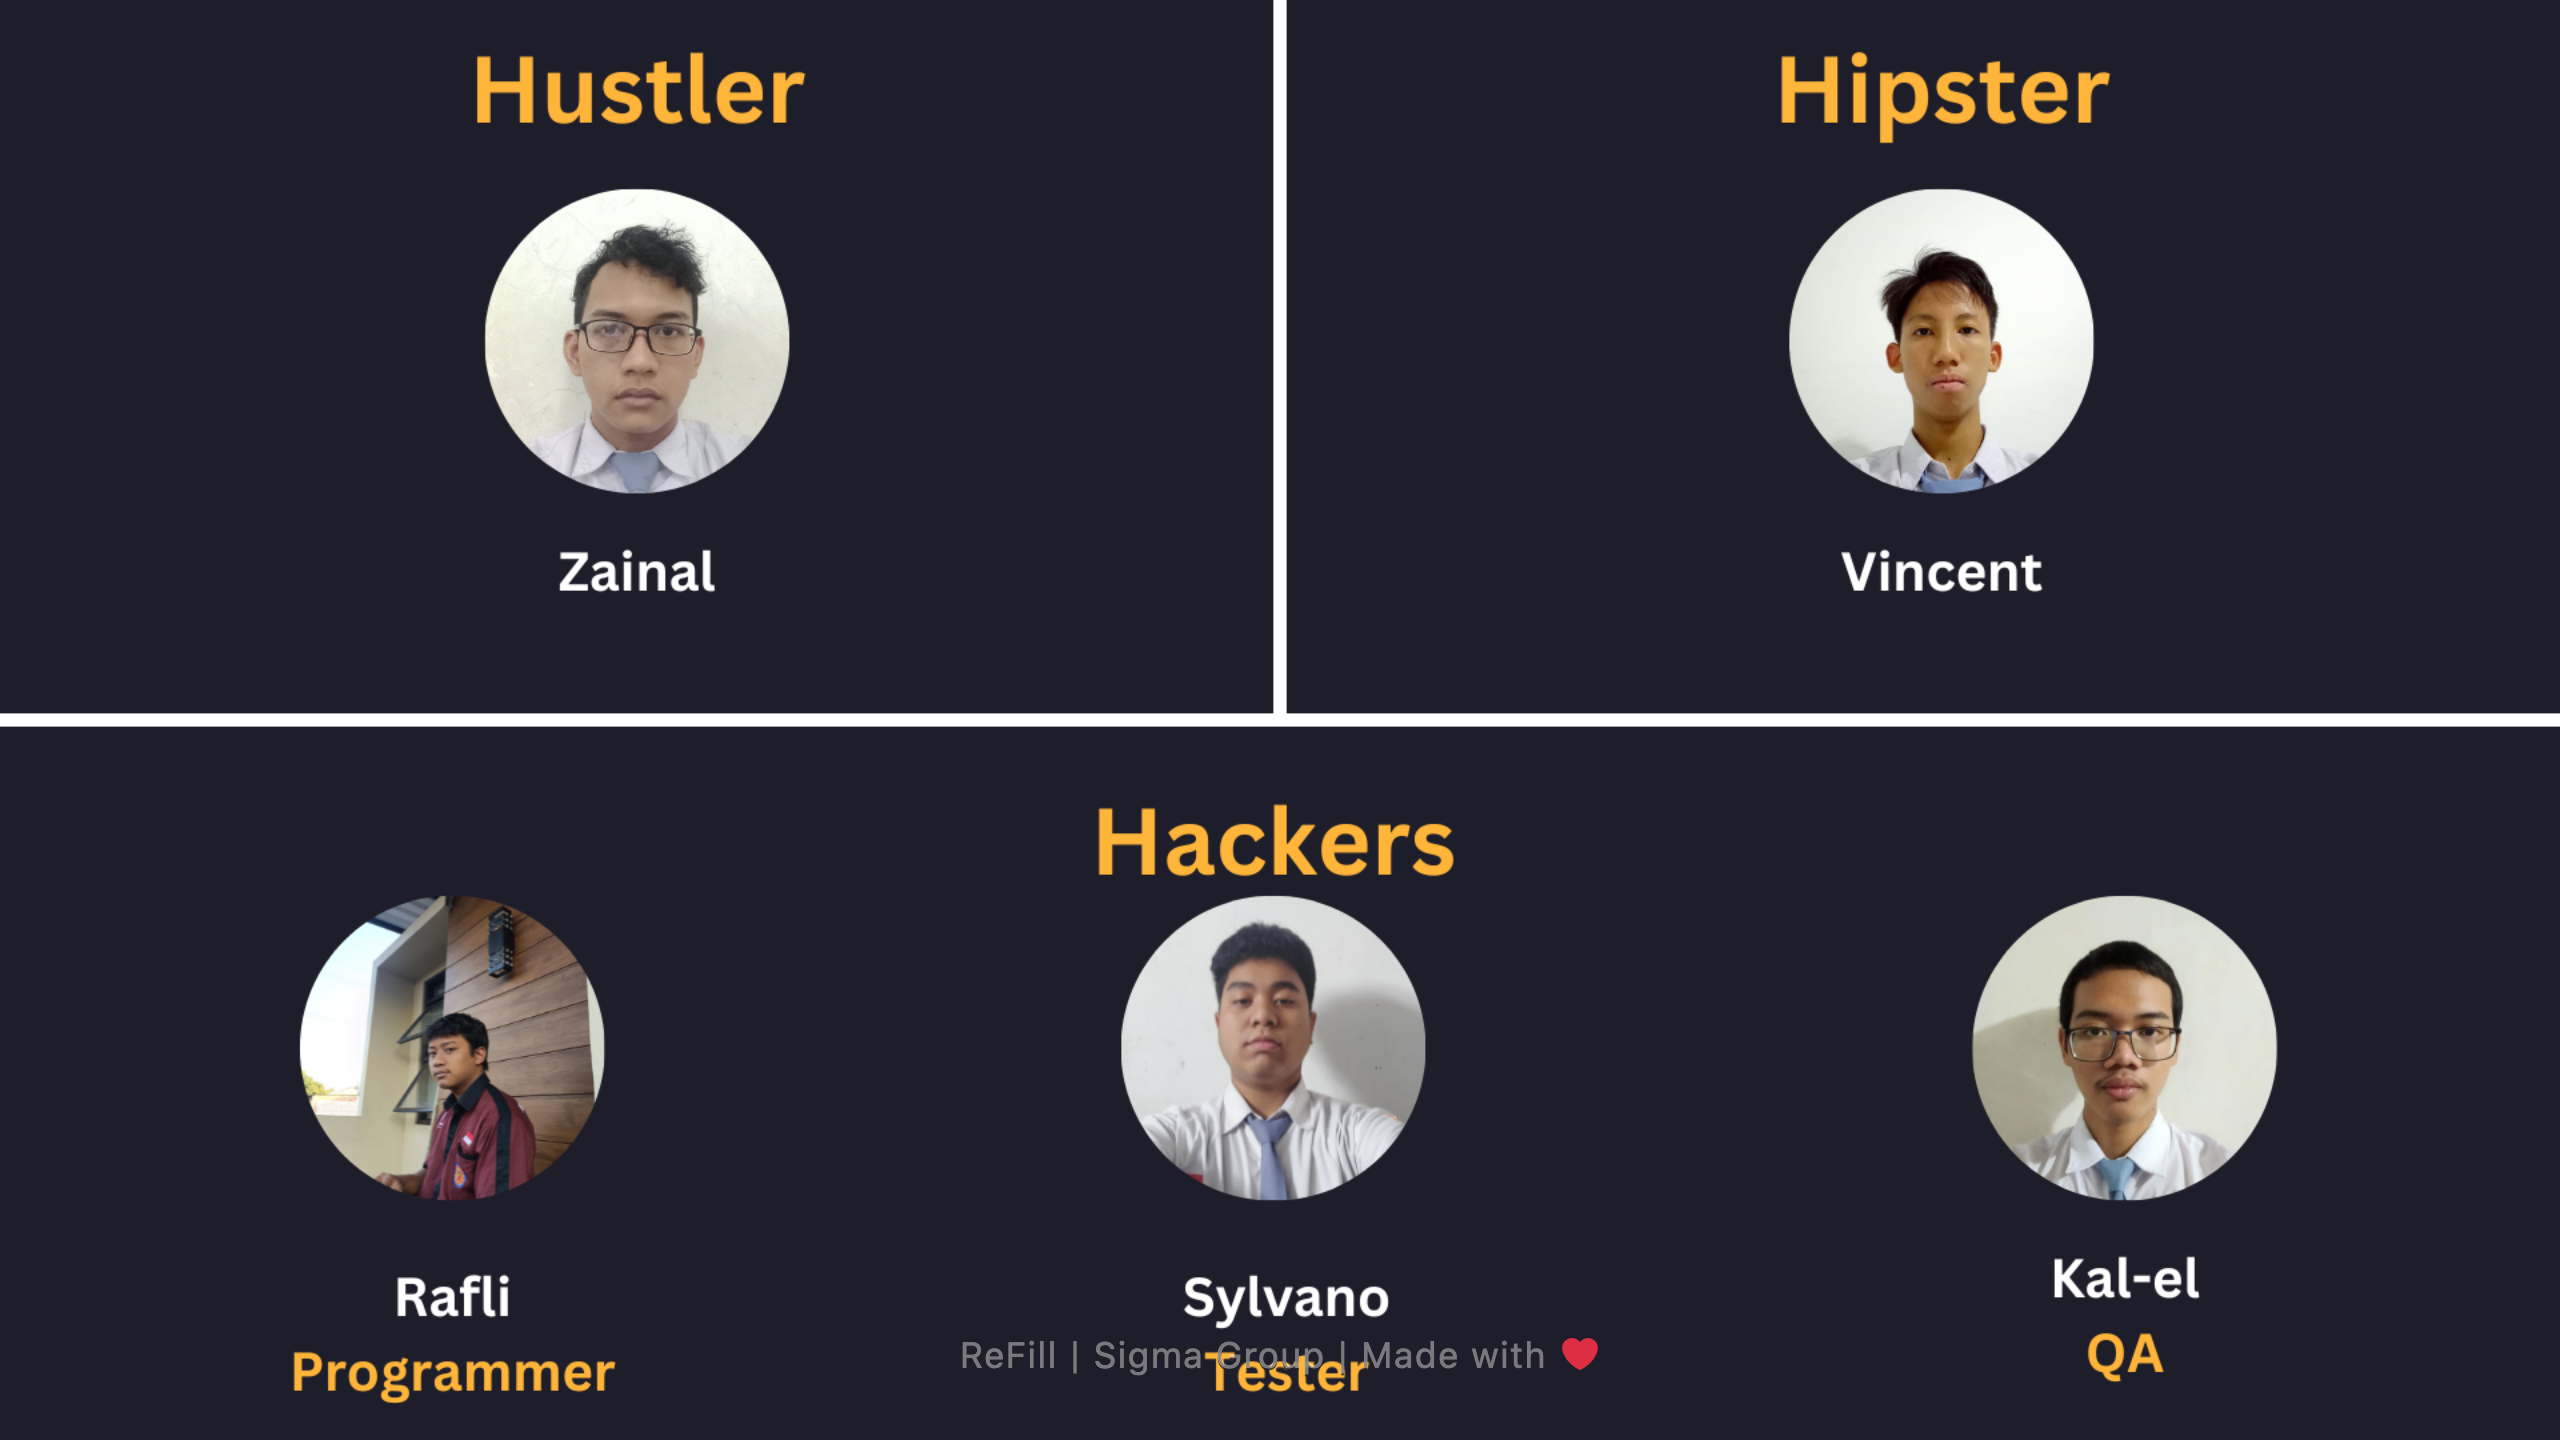 Hustler
Hipster
Zainal
Vincent
Hackers
Rafli
Programmer
Sylvano
Tester
Kal-el
QA
ReFill | Sigma Group | Made with ❤️